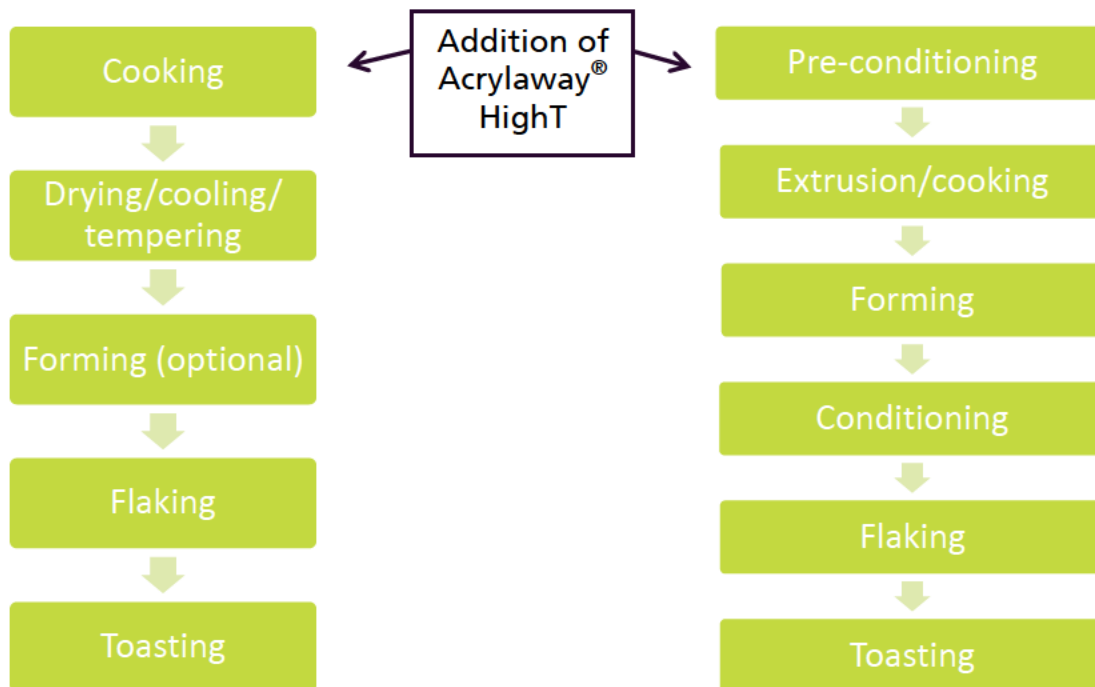 Cooking
Drying/cooling/
tempering
Forming (optional)
Flaking
Toasting
Addition of
Acrylaway®
HighT
Pre-conditioning
Extrusion/cooking
Forming
Conditioning
Flaking
Toasting